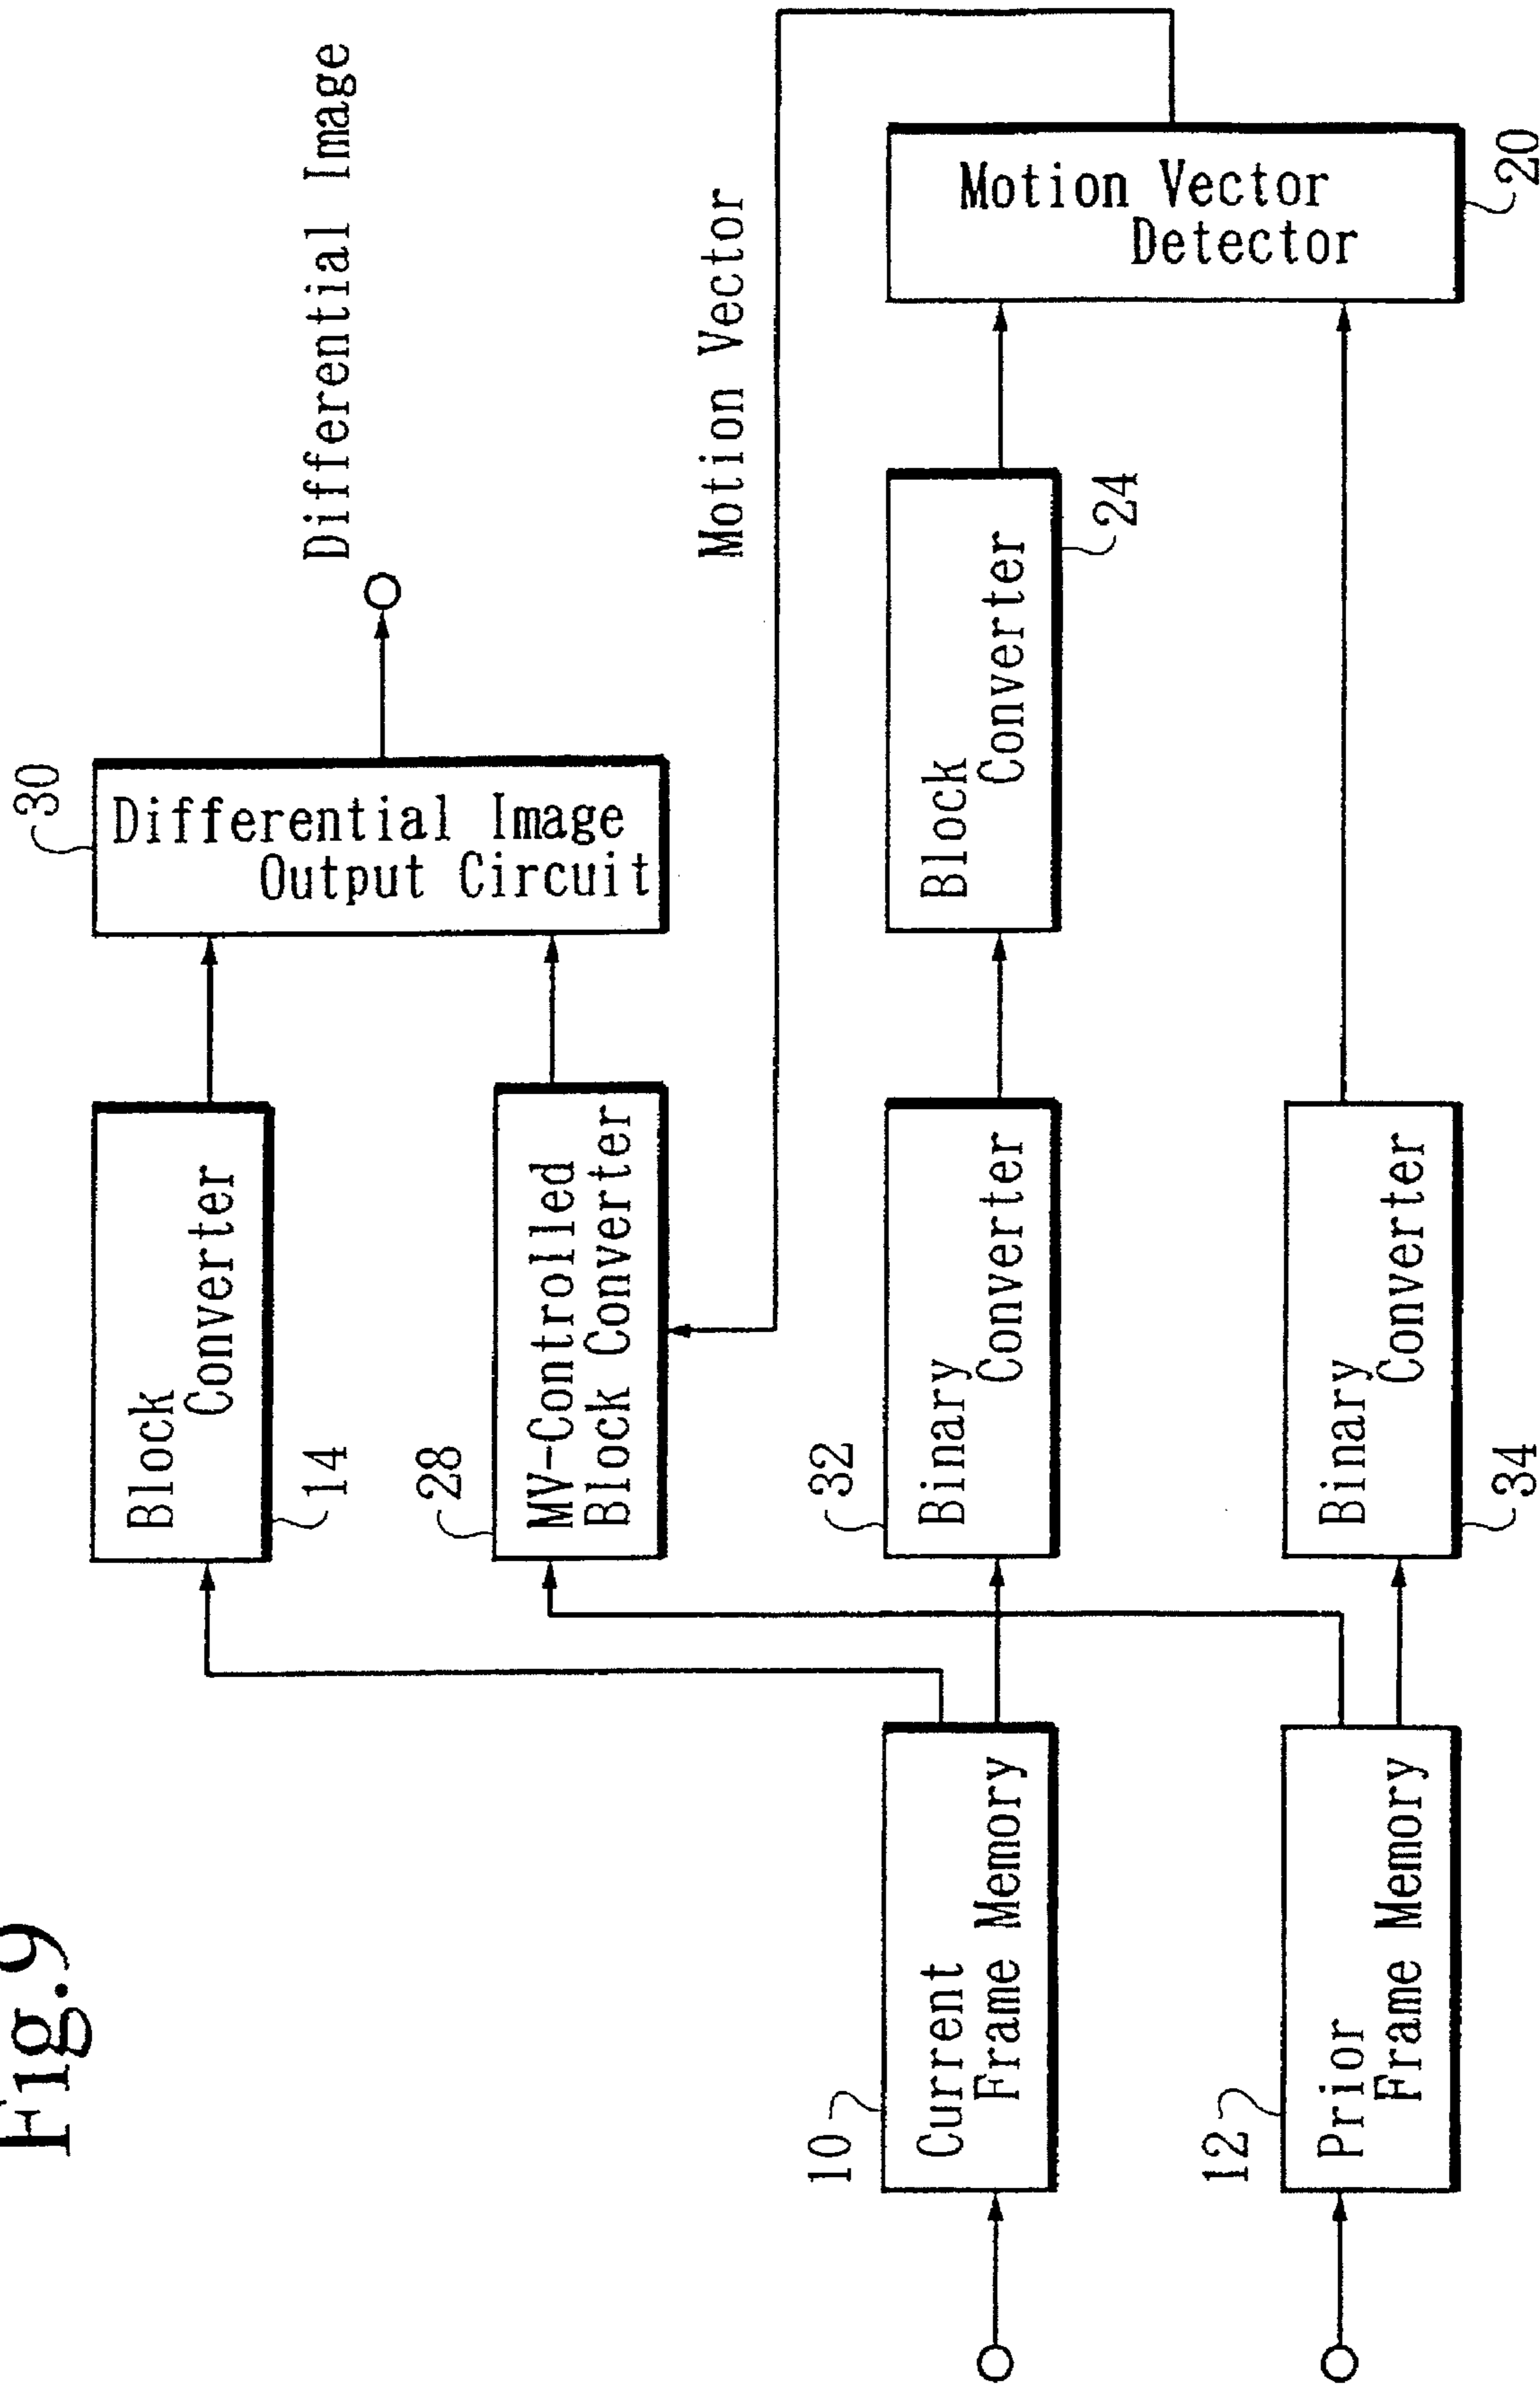 Fig.9
Differential Image
30
Differential Image
Output Circuit
Block
Converter
14
28
MV-Controlled
Block Converter
Motion Vector
Current
Frame Memory
10
32
Binary
Converter
Block
Converter
24
Motion Vector
Detector
20
12
Prior
Frame Memory
Binary
Converter
34